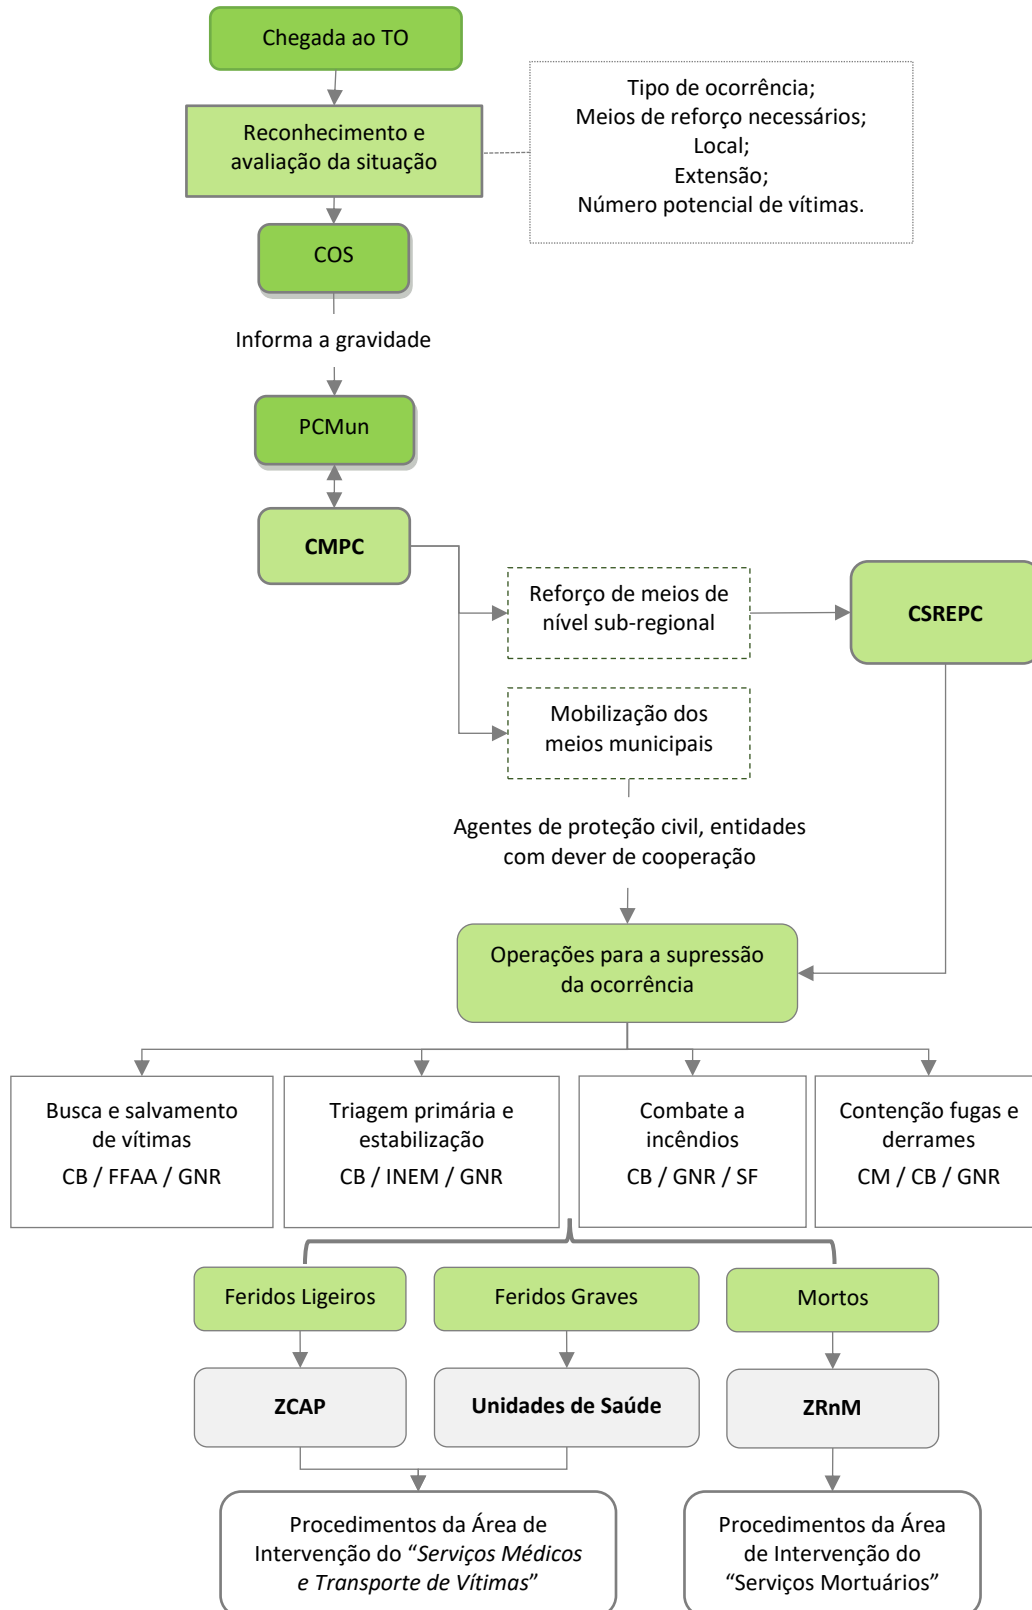 Chegada ao TO
Reconhecimento e
avaliação da situação
Tipo de ocorrência;
Meios de reforço necessários;
Local;
Extensão;
Número potencial de vítimas.
COS
Informa a gravidade
PCMun
CMPC
Reforço de meios de
nível sub-regional
CSREPC
Mobilização dos
meios municipais
Agentes de proteção civil, entidades
com dever de cooperação
Operações para a supressão
da ocorrência
Busca e salvamento
de vítimas
CB / FFAA / GNR
Triagem primária e
estabilização
CB / INEM / GNR
Combate a
incêndios
CB / GNR / SF
Contenção fugas e
derrames
CM / CB / GNR
Feridos Ligeiros
Feridos Graves
Mortos
ZCAP
Unidades de Saúde
ZRnM
Procedimentos da Área de
Intervenção do “Serviços Médicos
e Transporte de Vítimas”
Procedimentos da Área
de Intervenção do
“Serviços Mortuários”